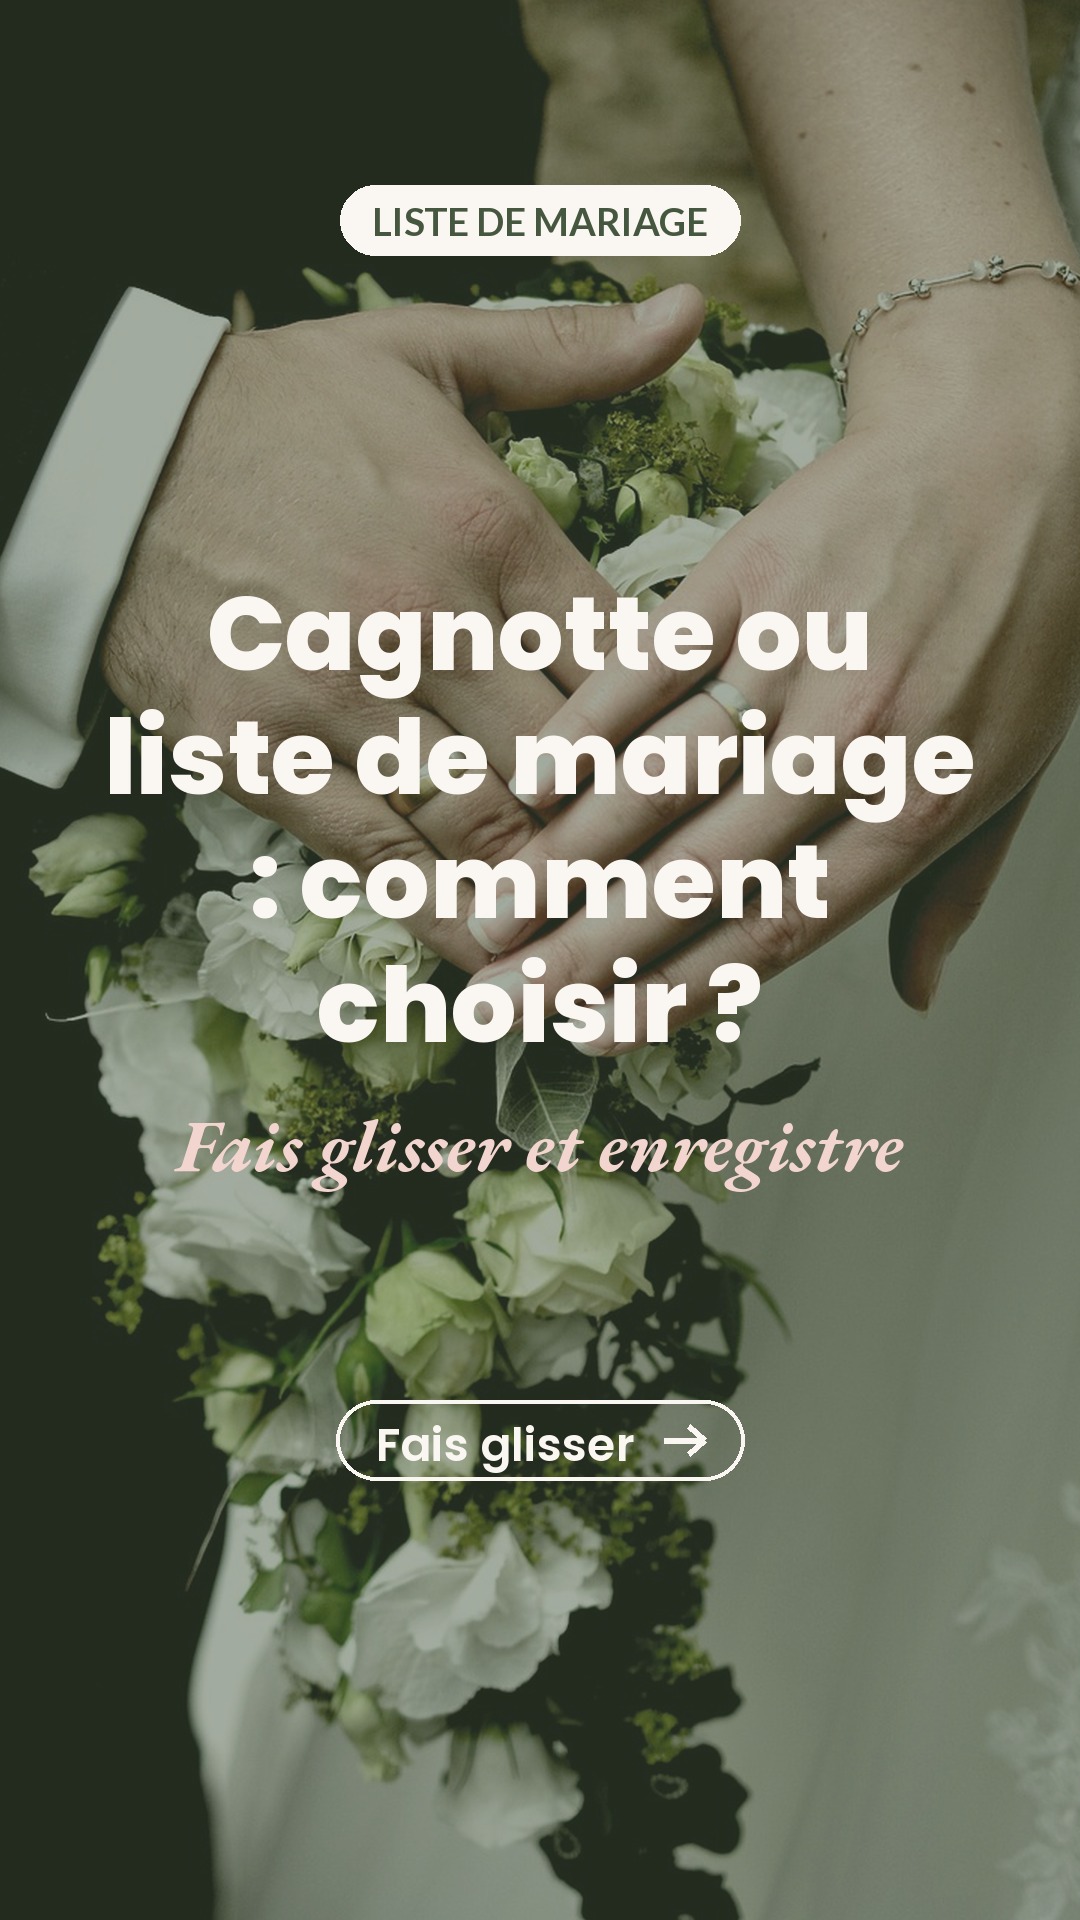 LISTE DE MARIAGE
Cagnotte ou
liste de mariage
: comment
choisir ?
Fais glisser et enregistre
Fais glisser →